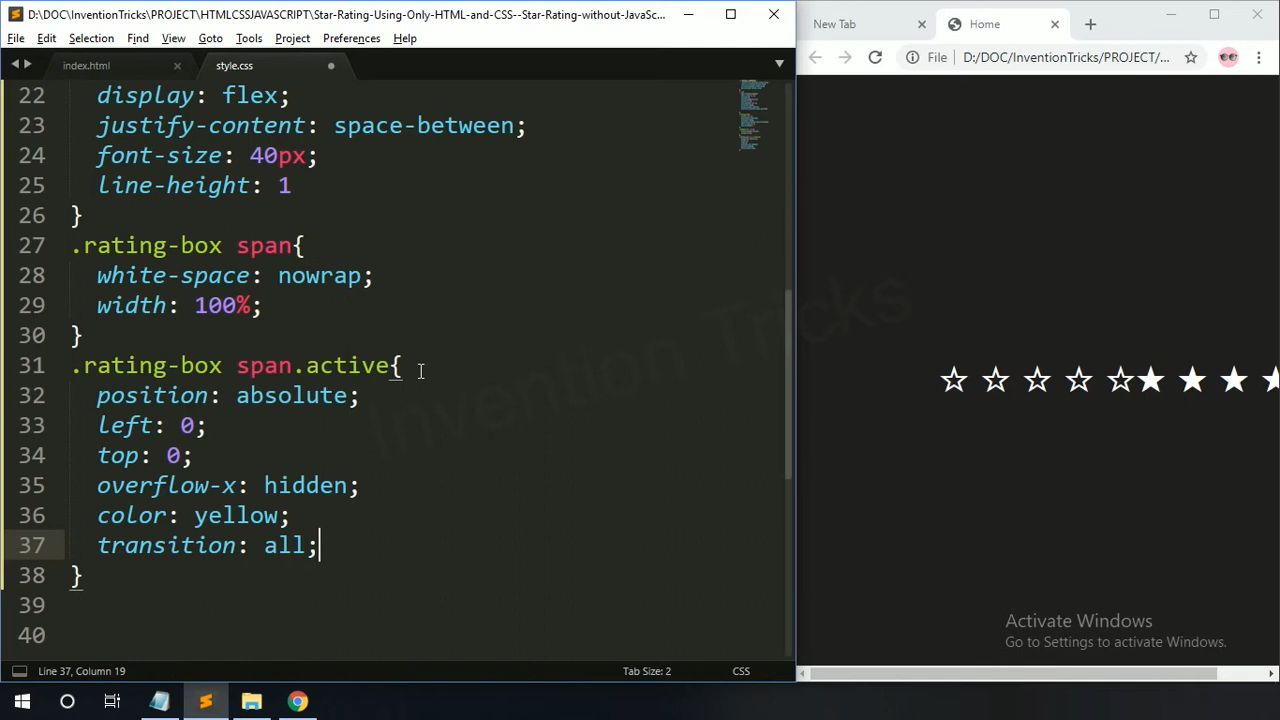 D:\DOC\InventionTricks\PROJECT\HTMLCSSJAVASCRIPT\Star-Rating-Using-Only-HTML-and-CSS--Star-Rating-without-JavaSc...
File Edit Selection Find View Goto Tools Project Preferences Help
index.html style.css
22 display: flex;
23 justify-content: space-between;
24 font-size: 40px;
25 line-height: 1
26 }
27 .rating-box span{
28 white-space: nowrap;
29 width: 100%;
30 }
31 .rating-box span.active{
32 position: absolute;
33 left: 0;
34 top: 0;
35 overflow-x: hidden;
36 color: yellow;
37 transition: all;
38 }
39
40
Invention Tricks
Line 37, Column 19 Tab Size: 2 CSS
New Tab Home
File D:/DOC/InventionTricks/PROJECT/...
☆ ☆ ☆ ☆ ☆★ ★ ★ ★
Activate Windows
Go to Settings to activate Windows.